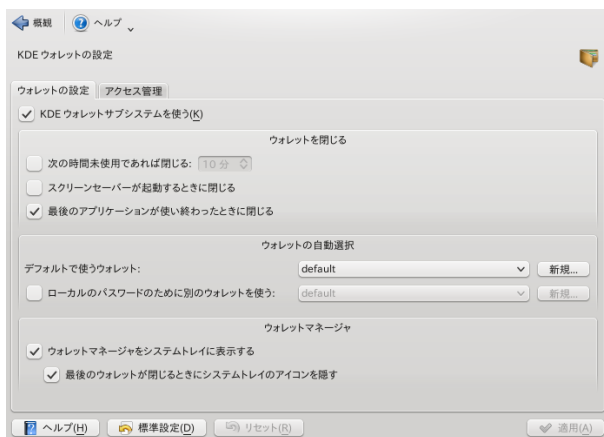 概観 ヘルプ
KDE ウォレットの設定
ウォレットの設定 アクセス管理
KDE ウォレットサブシステムを使う(K)
ウォレットを閉じる
次の時間未使用であれば閉じる: 10 分
スクリーンセーバーが起動するときに閉じる
最後のアプリケーションが使い終わったときに閉じる
ウォレットの自動選択
デフォルトで使うウォレット: default 新規...
ローカルのパスワードのために別のウォレットを使う: default 新規...
ウォレットマネージャ
ウォレットマネージャをシステムトレイに表示する
最後のウォレットが閉じるときにシステムトレイのアイコンを隠す
ヘルプ(H) 標準設定(D) リセット(R) 適用(A)